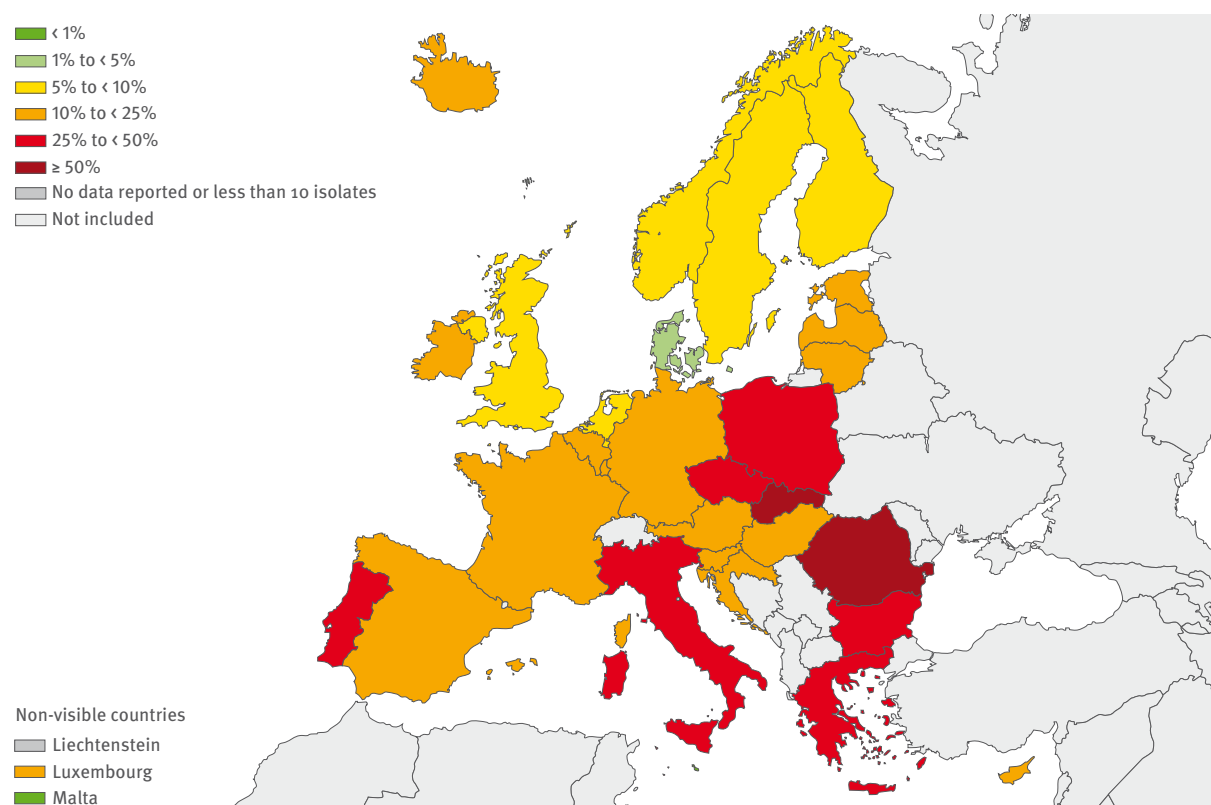 < 1%
1% to < 5%
5% to < 10%
10% to < 25%
25% to < 50%
≥ 50%
No data reported or less than 10 isolates
Not included
Non-visible countries
Liechtenstein
Luxembourg
Malta